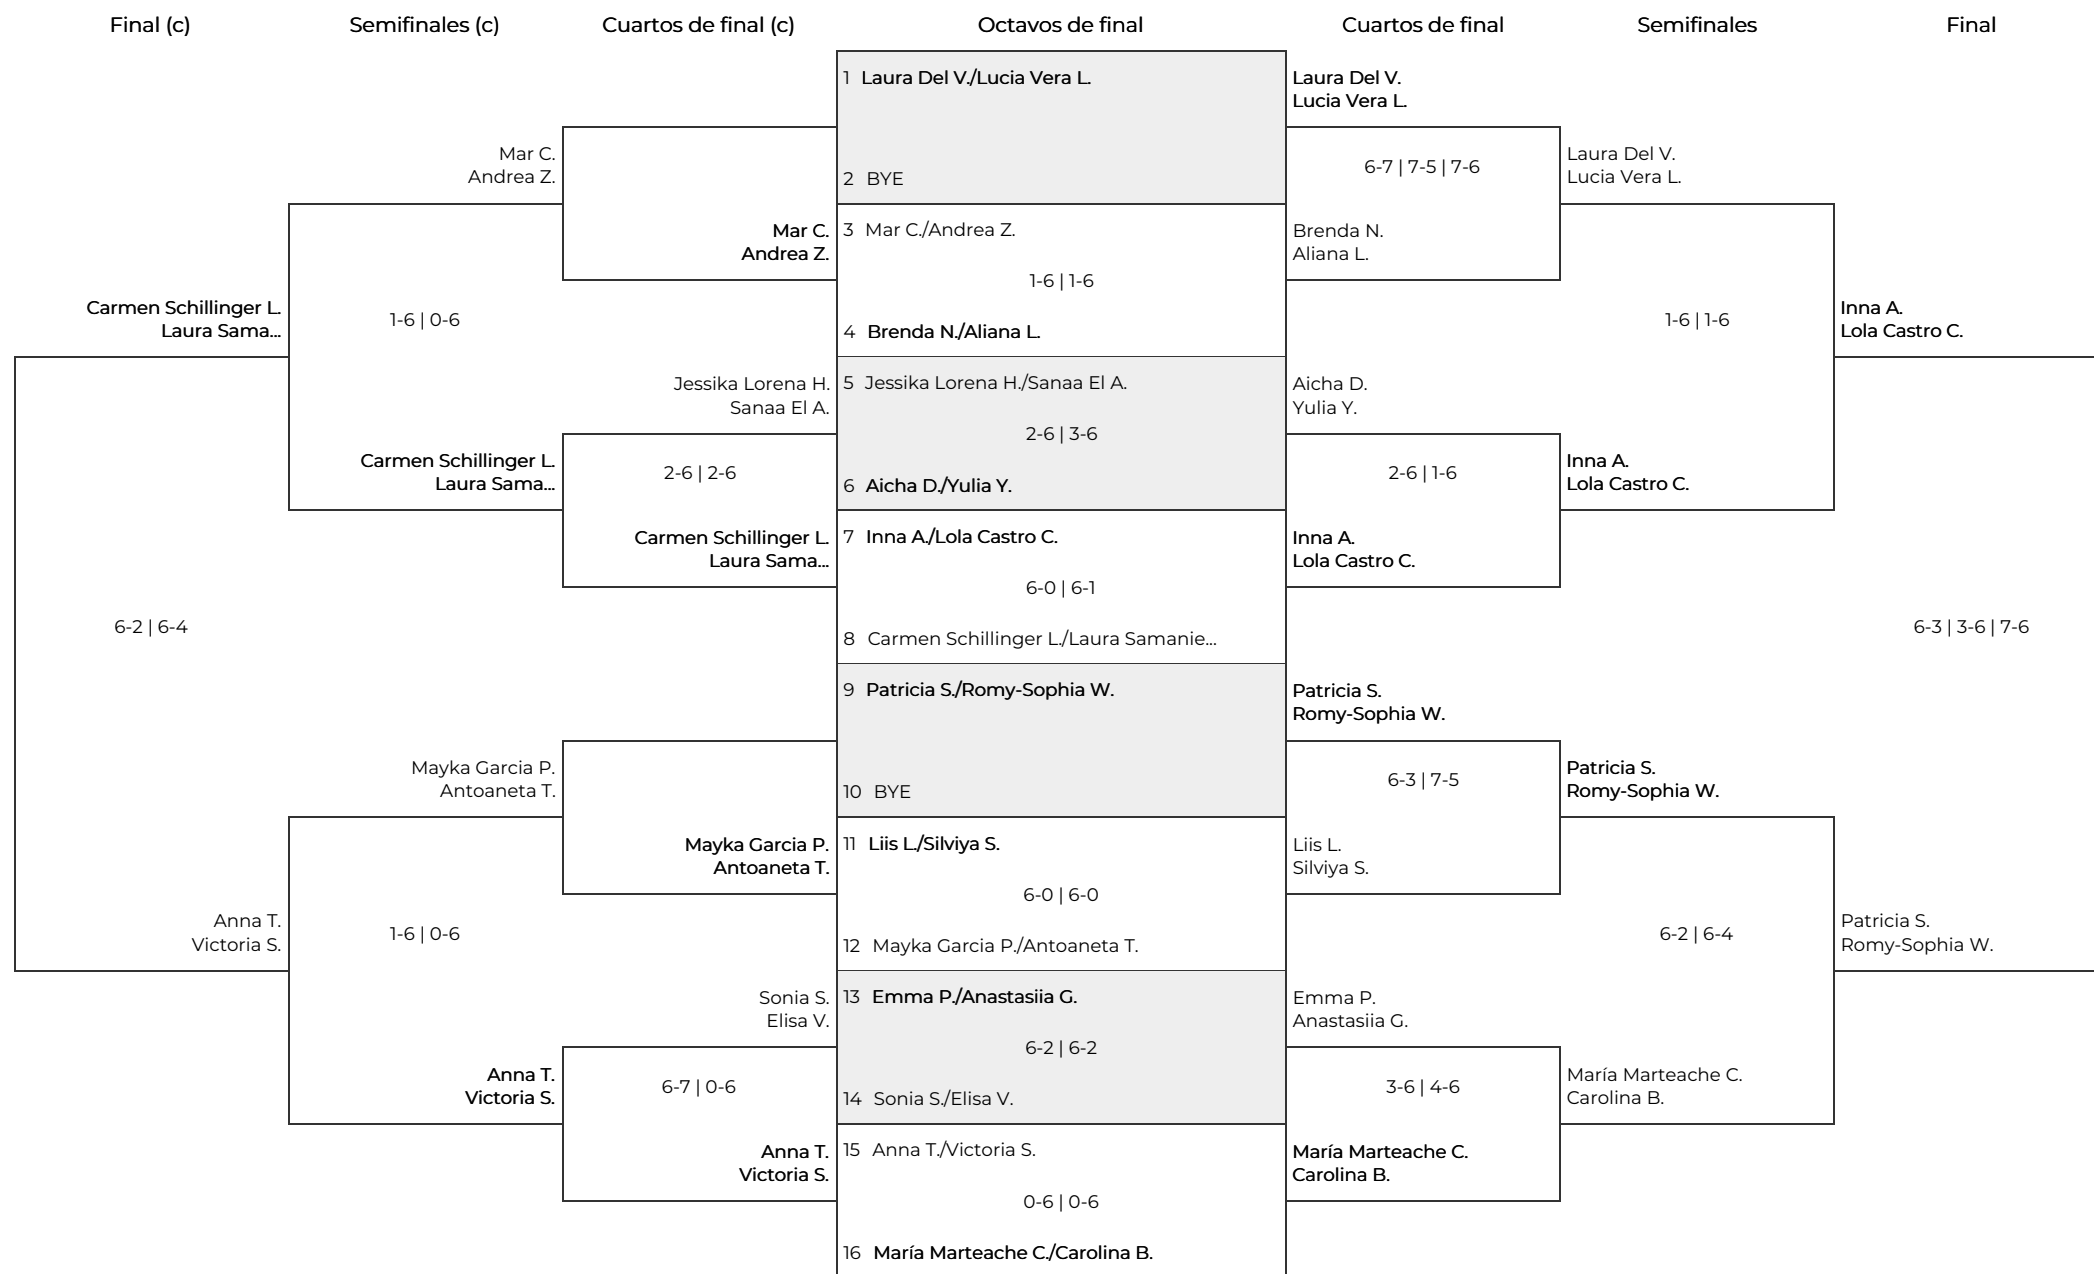 Final (c)
Semifinales (c)
Cuartos de final (c)
Octavos de final
Cuartos de final
Semifinales
Final
Carmen Schillinger L.
Laura Sama...
6-2 | 6-4
Anna T.
Victoria S.
Mar C.
Andrea Z.
1-6 | 0-6
Carmen Schillinger L.
Laura Sama...
Mayka Garcia P.
Antoaneta T.
1-6 | 0-6
Anna T.
Victoria S.
Mar C.
Andrea Z.
Jessika Lorena H.
Sanaa El A.
2-6 | 2-6
Carmen Schillinger L.
Laura Sama...
Mayka Garcia P.
Antoaneta T.
Sonia S.
Elisa V.
6-7 | 0-6
Anna T.
Victoria S.
1 Laura Del V./Lucia Vera L.
2 BYE
3 Mar C./Andrea Z.
1-6 | 1-6
4 Brenda N./Aliana L.
5 Jessika Lorena H./Sanaa El A.
2-6 | 3-6
6 Aicha D./Yulia Y.
7 Inna A./Lola Castro C.
6-0 | 6-1
8 Carmen Schillinger L./Laura Samanie...
9 Patricia S./Romy-Sophia W.
10 BYE
11 Liis L./Silviya S.
6-0 | 6-0
12 Mayka Garcia P./Antoaneta T.
13 Emma P./Anastasiia G.
6-2 | 6-2
14 Sonia S./Elisa V.
15 Anna T./Victoria S.
0-6 | 0-6
16 María Marteache C./Carolina B.
Laura Del V.
Lucia Vera L.
6-7 | 7-5 | 7-6
Brenda N.
Aliana L.
Aicha D.
Yulia Y.
2-6 | 1-6
Inna A.
Lola Castro C.
Patricia S.
Romy-Sophia W.
6-3 | 7-5
Liis L.
Silviya S.
Emma P.
Anastasiia G.
3-6 | 4-6
María Marteache C.
Carolina B.
Laura Del V.
Lucia Vera L.
1-6 | 1-6
Inna A.
Lola Castro C.
Patricia S.
Romy-Sophia W.
6-2 | 6-4
María Marteache C.
Carolina B.
Inna A.
Lola Castro C.
6-3 | 3-6 | 7-6
Patricia S.
Romy-Sophia W.